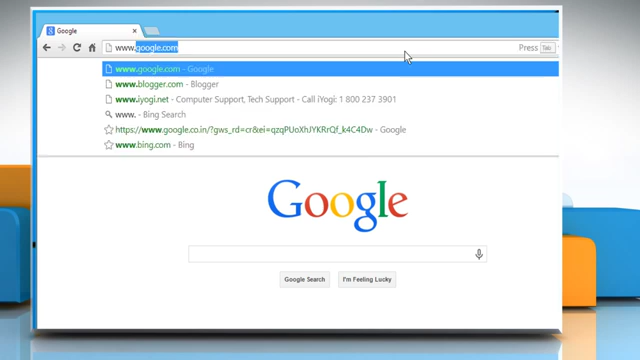 Google
www.google.com
Press Tab
www.google.com - Google
www.blogger.com - Blogger
www.iyogi.net - Computer Support, Tech Support - Call iYogi: 1 800 237 3901
www. - Bing Search
https://www.google.co.in/?gws_rd=cr&ei=qzqPUoXhJYKRrQf_k4C4Dw - Google
www.bing.com - Bing
Google
Google Search
I'm Feeling Lucky